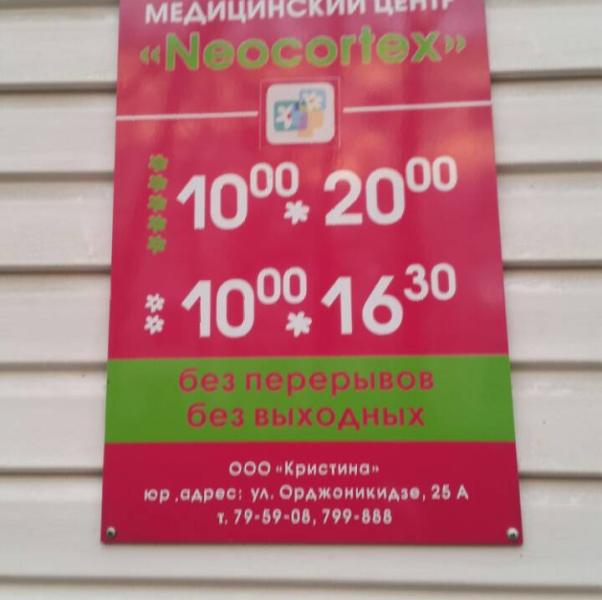 МЕДИЦИНСКИЙ ЦЕНТР
«Neocortex»
10⁰⁰ * 20⁰⁰
10⁰⁰ * 16³⁰
без перерывов
без выходных
ООО «Кристина»
юр .адрес: ул. Орджоникидзе, 25 А
т. 79-59-08, 799-888